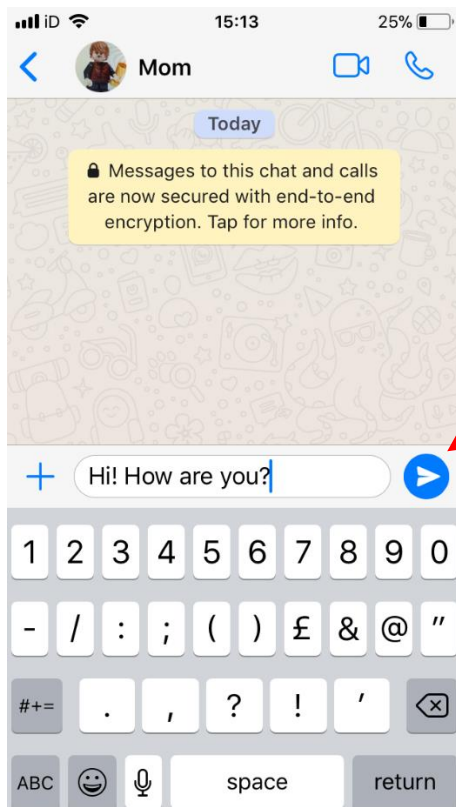 iD 15:13 25%
Mom
Today
Messages to this chat and calls
are now secured with end-to-end
encryption. Tap for more info.
Hi! How are you?
1 2 3 4 5 6 7 8 9 0
- / : ; ( ) £ & @ "
#+= . , ? ! '
ABC space return